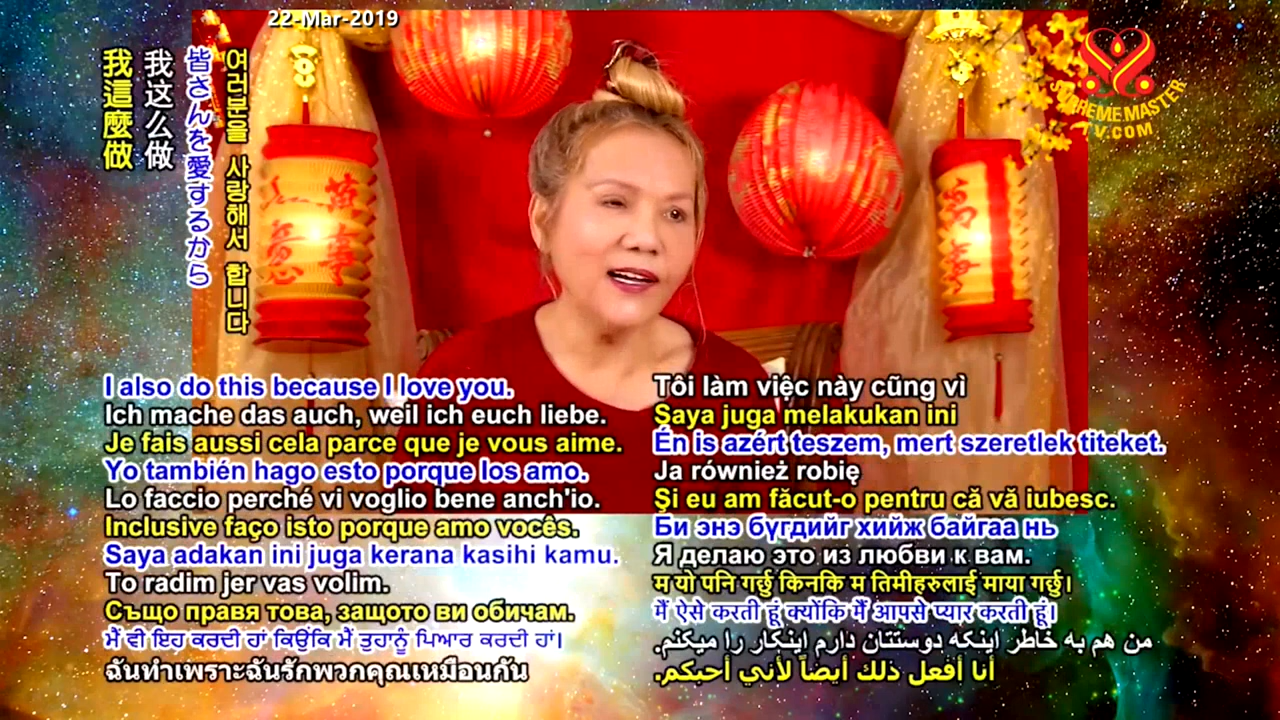 22-Mar-2019
SUPREME MASTER
TV.COM
我這麼做
我这么做
皆さんを愛するから
여러분을 사랑해서 합니다
萬事
萬事
I also do this because I love you.
Ich mache das auch, weil ich euch liebe.
Je fais aussi cela parce que je vous aime.
Yo también hago esto porque los amo.
Lo faccio perché vi voglio bene anch'io.
Inclusive faço isto porque amo vocês.
Saya adakan ini juga kerana kasihi kamu.
To radim jer vas volim.
Също правя това, защото ви обичам.
ਮੈਂ ਵੀ ਇਹ ਕਰਦੀ ਹਾਂ ਕਿਉਂਕਿ ਮੈਂ ਤੁਹਾਨੂੰ ਪਿਆਰ ਕਰਦੀ ਹਾਂ।
ฉันทำเพราะฉันรักพวกคุณเหมือนกัน
Tôi làm việc này cũng vì
Saya juga melakukan ini
Én is azért teszem, mert szeretlek titeket.
Ja również robię
Şi eu am făcut-o pentru că vă iubesc.
Би энэ бүгдийг хийж байгаа нь
Я делаю это из любви к вам.
म यो पनि गर्छु किनकि म तिमीहरुलाई माया गर्छु।
मैं ऐसे करती हूं क्योंकि मैं आपसे प्यार करती हूं।
من هم به خاطر اینکه دوستتان دارم اینکار را میکنم.
أنا أفعل ذلك أيضاً لأني أحبكم.